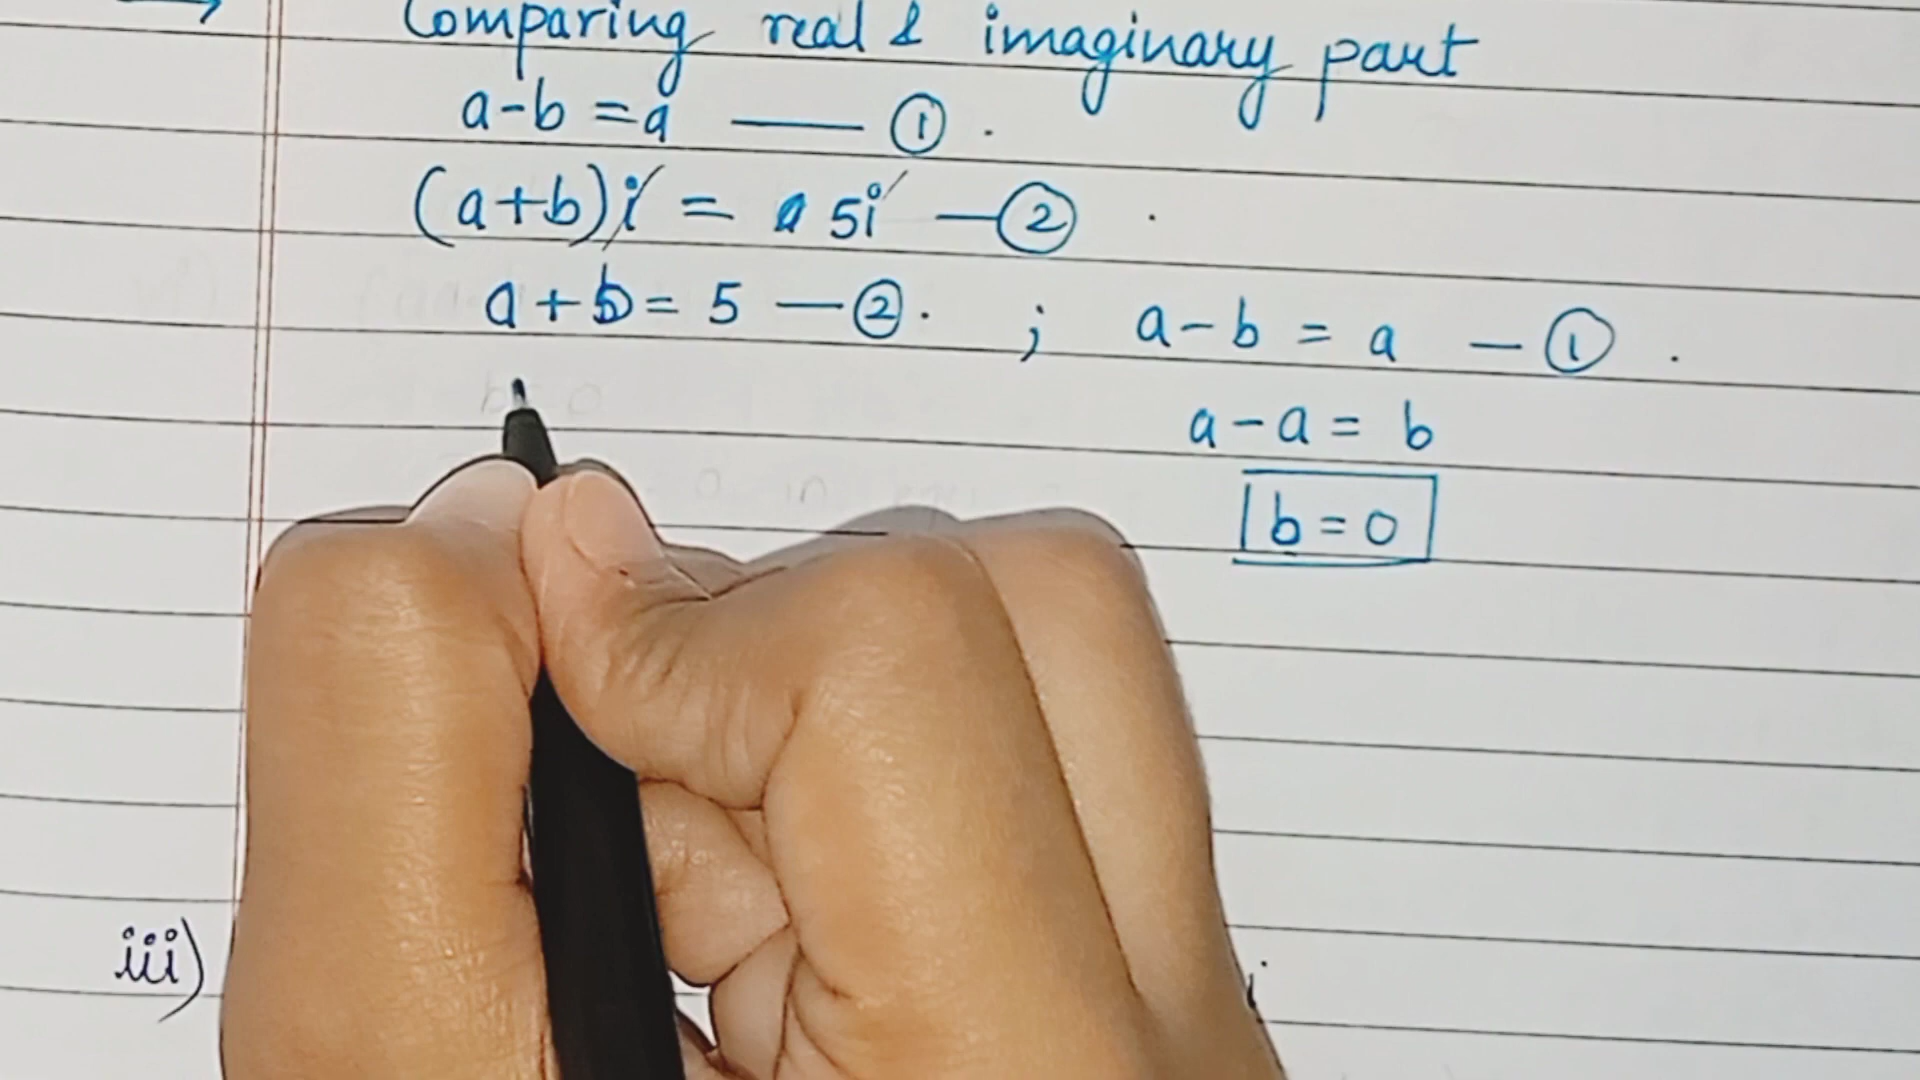 Comparing real & imaginary part
a-b = a —— ①.
(a+b)i = 5i —②.
a+b = 5 —②. ; a-b = a —①.
a-a = b
b = 0
iii)